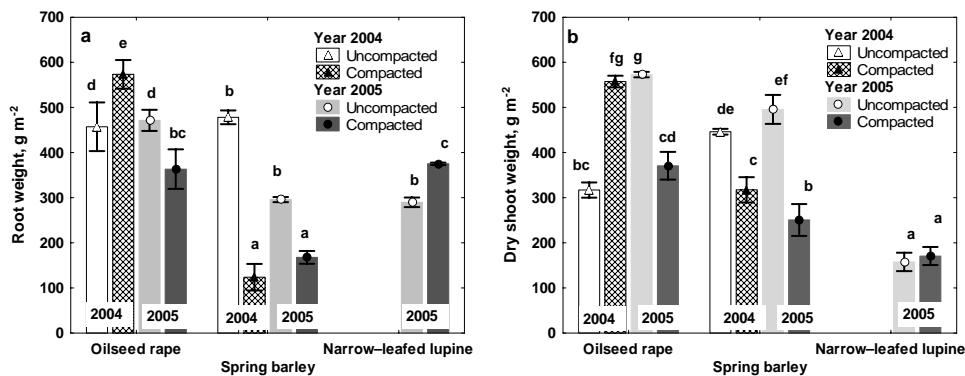 a
Root weight, g m-2
700
600
500
400
300
200
100
0
Year 2004
Uncompacted
Compacted
Year 2005
Uncompacted
Compacted
d
e
d
bc
b
a
b
a
b
c
2004
2005
2004
2005
2005
Oilseed rape
Spring barley
Narrow–leafed lupine
b
Dry shoot weight, g m-2
700
600
500
400
300
200
100
0
Year 2004
Uncompacted
Compacted
Year 2005
Uncompacted
Compacted
bc
fg
g
cd
de
c
ef
b
a
a
2004
2005
2004
2005
2005
Oilseed rape
Spring barley
Narrow–leafed lupine